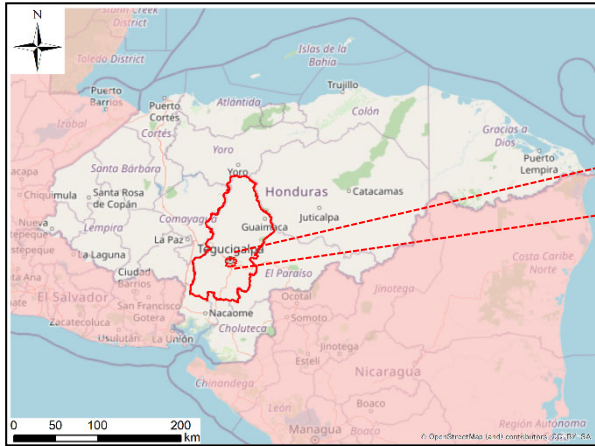 Stann Creek
District
N
Toledo District
Islas de la
Bahía
Puerto
Barrios
Trujillo
Puerto
Cortés
Atlántida
Izabal
Cortés
Colón
Gracias a
Dios
Yoro
Puerto
Lempira
Santa
Bárbara
Yoro
Chiquimula
Santa Rosa
de Copán
Honduras
Catacamas
Comayagua
Guaimaca
Juticalpa
Nueva
Lempira
La Paz
Tegucigalpa
Costa Caribe
Norte
La Laguna
Ciudad
Barrios
El Paraíso
Santa Ana
Jinotega
El Salvador
San Francisco
Gotera
Ocotal
Nacaome
Somoto
Zacatecoluca
Usulután
La Unión
Choluteca
Jinotega
Estelí
Nicaragua
Chinandega
León
Boaco
Boaco
Región Autónoma
Managua
0 50 100 200
km
© OpenStreetMap (and) contributors, CC-BY-SA